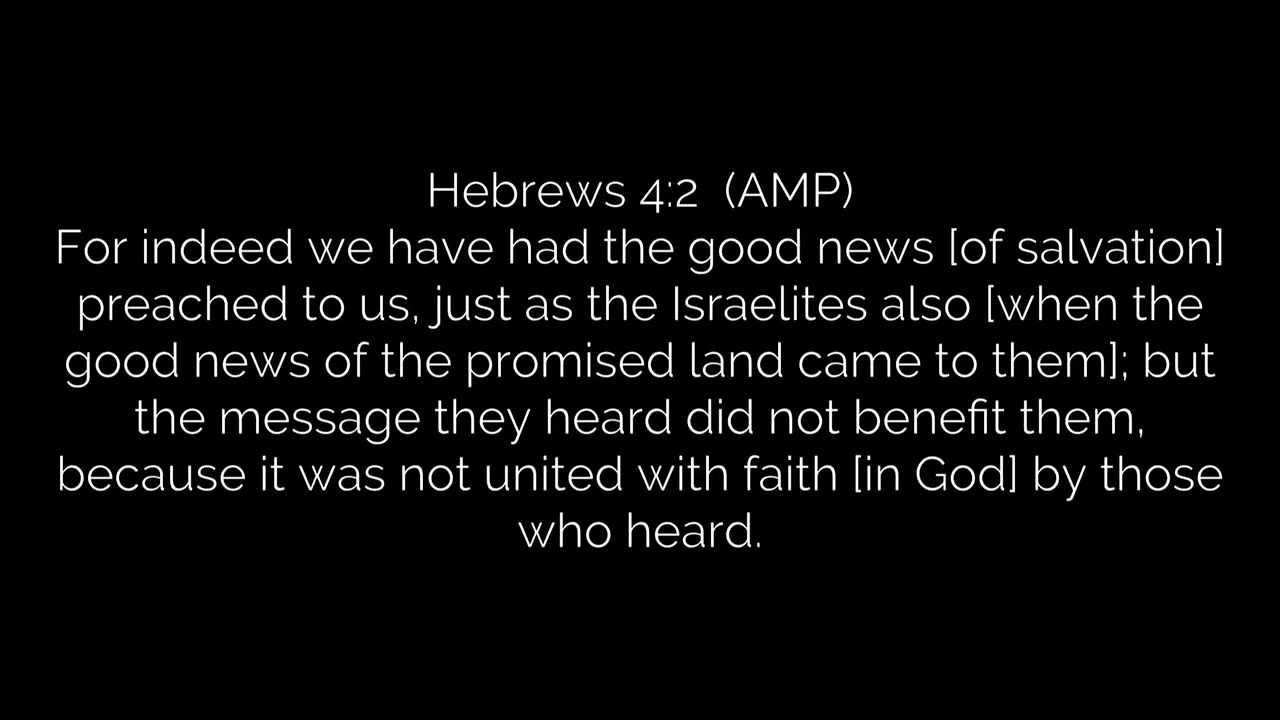 Hebrews 4:2  (AMP)
For indeed we have had the good news [of salvation]
preached to us, just as the Israelites also [when the
good news of the promised land came to them]; but
the message they heard did not benefit them,
because it was not united with faith [in God] by those
who heard.